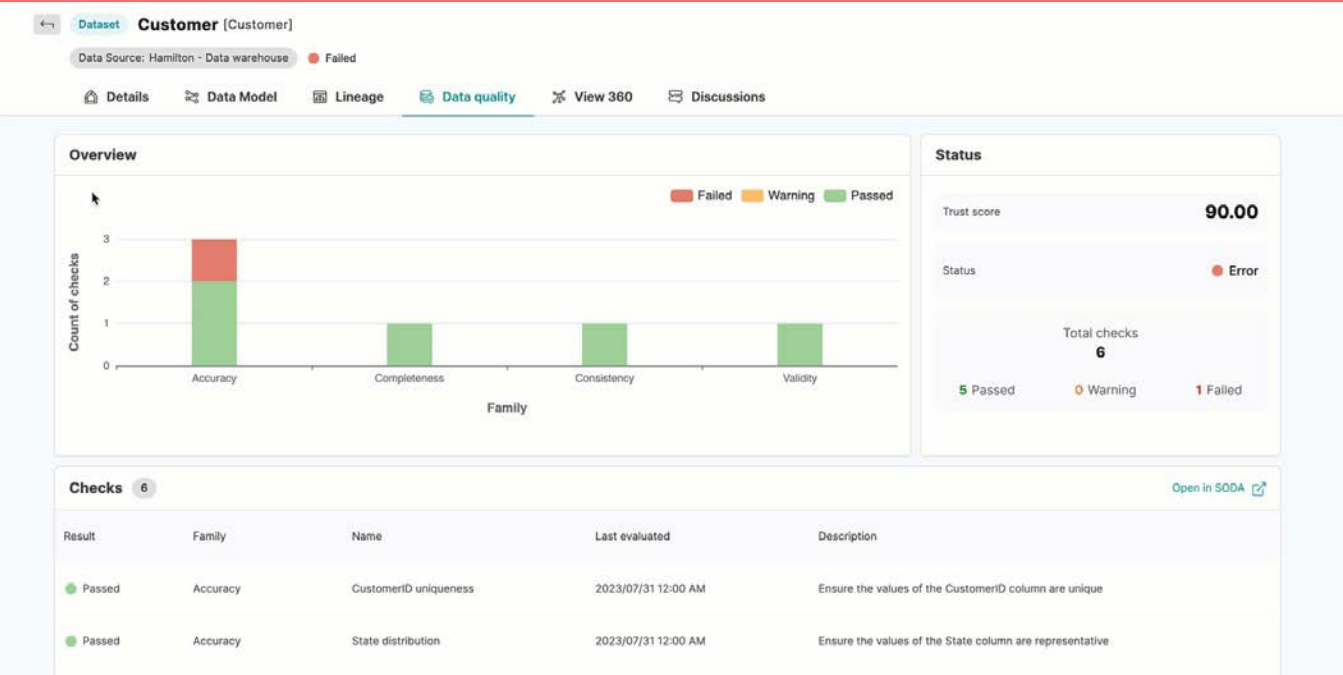 Dataset Customer [Customer]
Data Source: Hamilton - Data warehouse Failed
Details Data Model Lineage Data quality View 360 Discussions
Overview
Failed Warning Passed
3
2
1
0
Count of checks
Accuracy Completeness Consistency Validity
Family
Status
Trust score 90.00
Status Error
Total checks
6
5 Passed 0 Warning 1 Failed
Checks 6 Open in SODA
Result Family Name Last evaluated Description
Passed Accuracy CustomerID uniqueness 2023/07/31 12:00 AM Ensure the values of the CustomerID column are unique
Passed Accuracy State distribution 2023/07/31 12:00 AM Ensure the values of the State column are representative